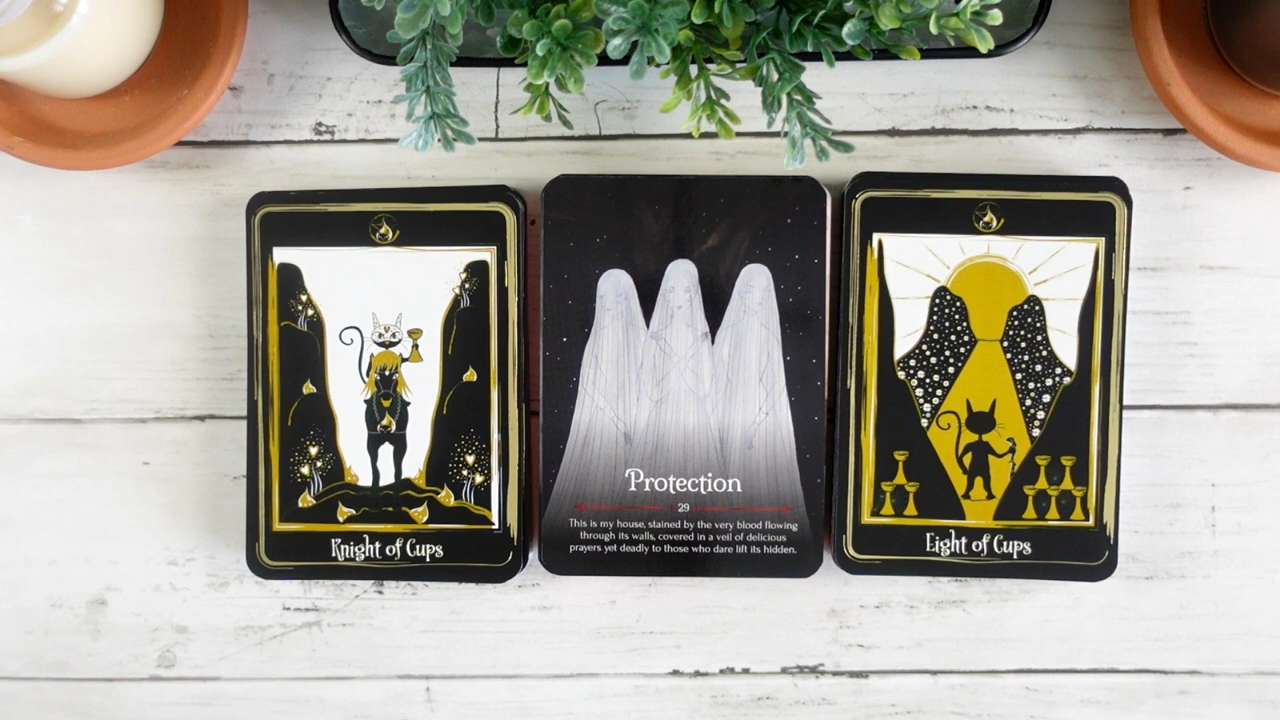 Knight of Cups
Protection
29
This is my house, stained by the very blood flowing
through its walls, covered in a veil of delicious
prayers yet deadly to those who dare lift its hidden.
Eight of Cups